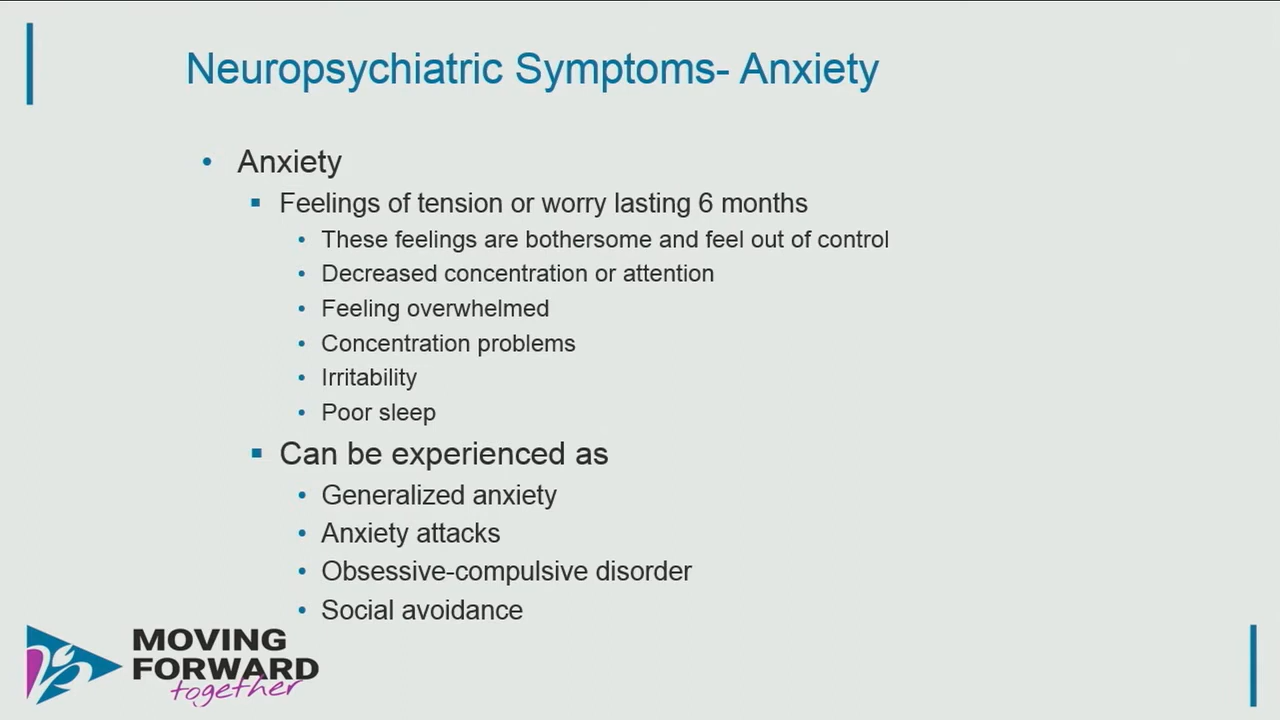 Neuropsychiatric Symptoms- Anxiety
• Anxiety
▪ Feelings of tension or worry lasting 6 months
• These feelings are bothersome and feel out of control
• Decreased concentration or attention
• Feeling overwhelmed
• Concentration problems
• Irritability
• Poor sleep
▪ Can be experienced as
• Generalized anxiety
• Anxiety attacks
• Obsessive-compulsive disorder
• Social avoidance
MOVING
FORWARD
together